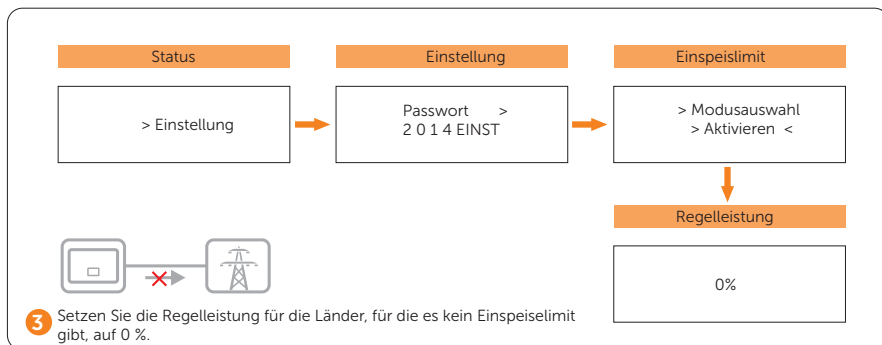 Status
Einstellung
Einspeislimit
> Einstellung
Passwort >
2 0 1 4 EINST
> Modusauswahl
> Aktivieren <
Regelleistung
0%
3 Setzen Sie die Regelleistung für die Länder, für die es kein Einspeiselimit
gibt, auf 0 %.